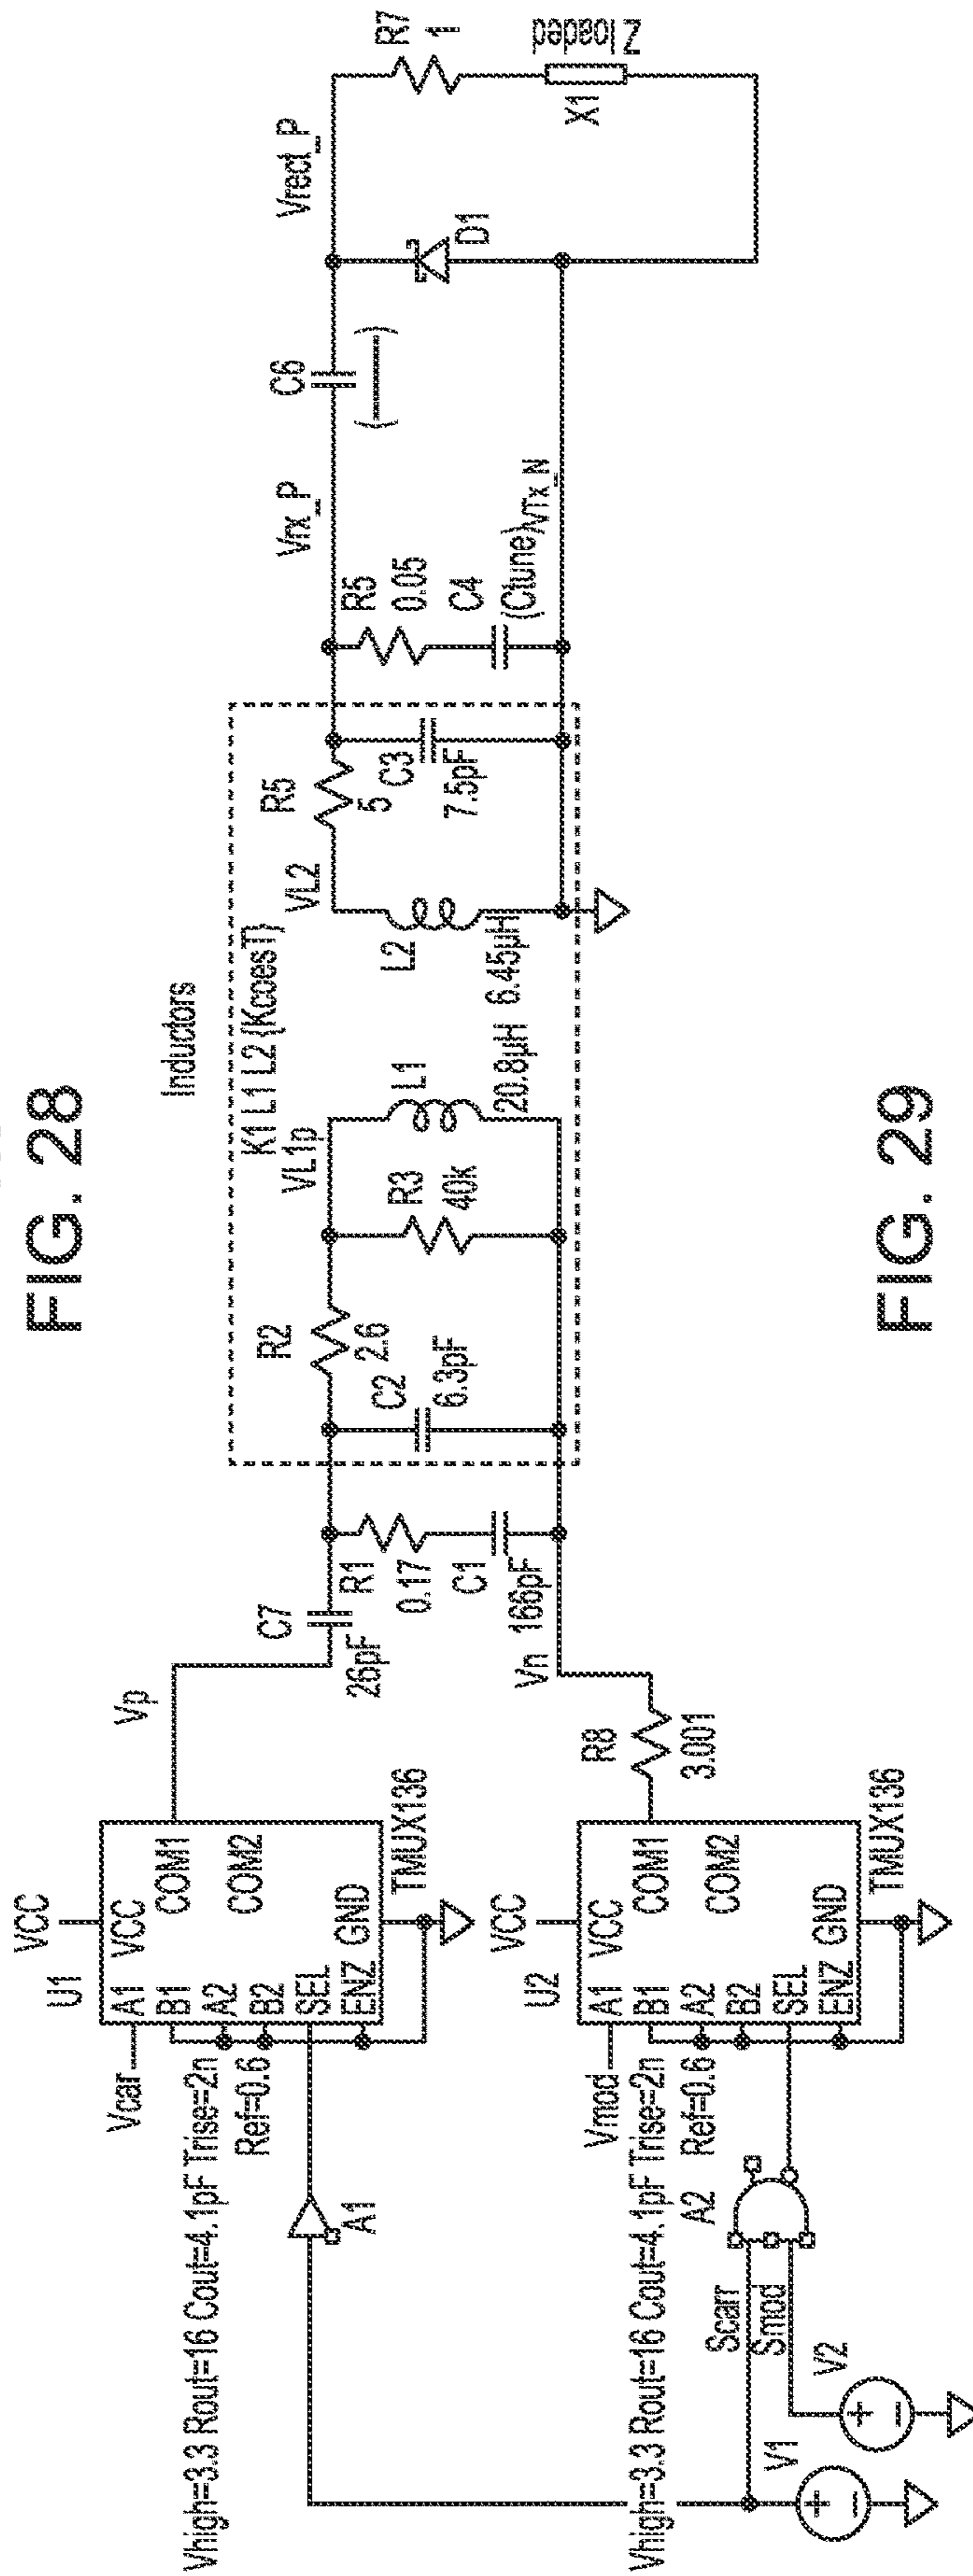 FIG. 28
Inductors
K1 L1 L2 {KcoesT}
VCC
U1
Vcar
A1
VCC
B1
COM1
A2
B2
COM2
SEL
ENZ
GND
TMUX136
Vhigh=3.3 Rout=16 Cout=4.1pF Trise=2n
Ref=0.6
A1
Vp
C7
26pF
R1
0.17
C1
166pF
Vn
R8
3.001
R2
2.6
C2
6.3pF
VL1p
R3
40k
L1
20.8µH
L2
6.45µH
VL2
R5
5
C3
7.5pF
Vrx_P
R5
0.05
C4
(Ctune)
VTx_N
C6
Vrect_P
D1
R7
1
X1
Z loaded
VCC
U2
Vmod
A1
VCC
B1
COM1
A2
B2
COM2
SEL
ENZ
GND
TMUX136
Vhigh=3.3 Rout=16 Cout=4.1pF Trise=2n
Ref=0.6
A2
Scarr
Smod
V1
V2
FIG. 29